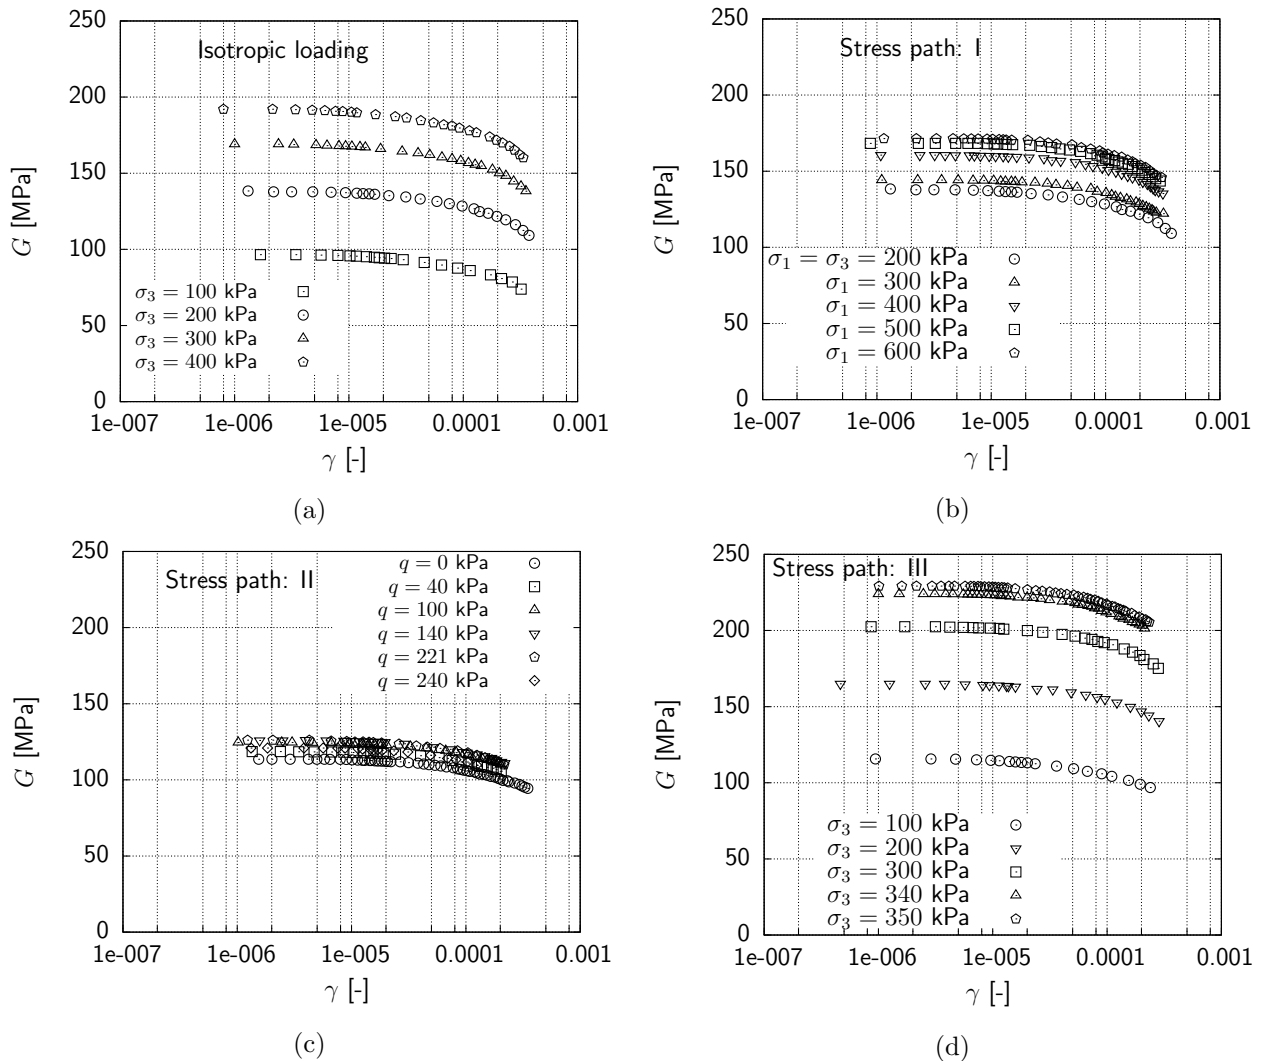 250
Isotropic loading
200
150
G [MPa]
100
σ3 = 100 kPa
σ3 = 200 kPa
50
σ3 = 300 kPa
σ3 = 400 kPa
0
1e-007 1e-006 1e-005 0.0001 0.001
γ [-]
(a)
250
Stress path: I
200
150
G [MPa]
100
σ1 = σ3 = 200 kPa
σ1 = 300 kPa
σ1 = 400 kPa
50
σ1 = 500 kPa
σ1 = 600 kPa
0
1e-007 1e-006 1e-005 0.0001 0.001
γ [-]
(b)
250
Stress path: II
q = 0 kPa
q = 40 kPa
q = 100 kPa
200
q = 140 kPa
q = 221 kPa
q = 240 kPa
150
G [MPa]
100
50
0
1e-007 1e-006 1e-005 0.0001 0.001
γ [-]
(c)
250
Stress path: III
200
150
G [MPa]
100
σ3 = 100 kPa
σ3 = 200 kPa
50
σ3 = 300 kPa
σ3 = 340 kPa
σ3 = 350 kPa
0
1e-007 1e-006 1e-005 0.0001 0.001
γ [-]
(d)